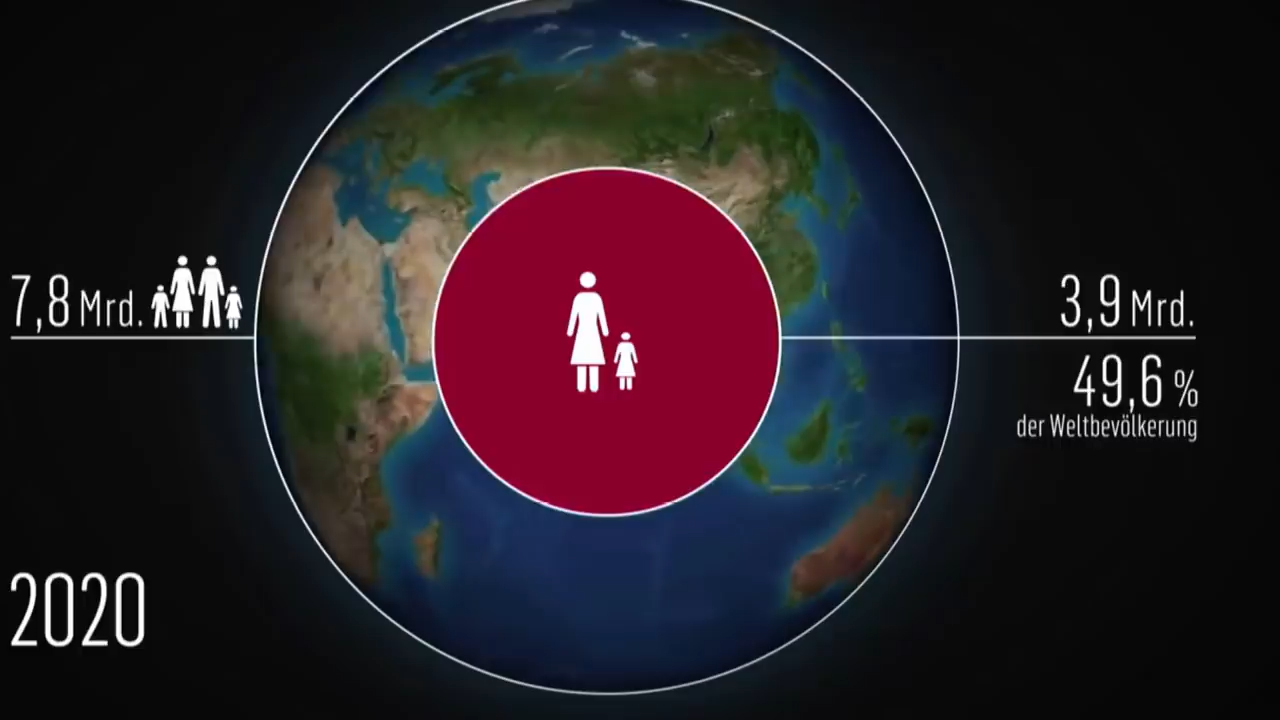 7,8 Mrd.
3,9 Mrd.
49,6 %
der Weltbevölkerung
2020